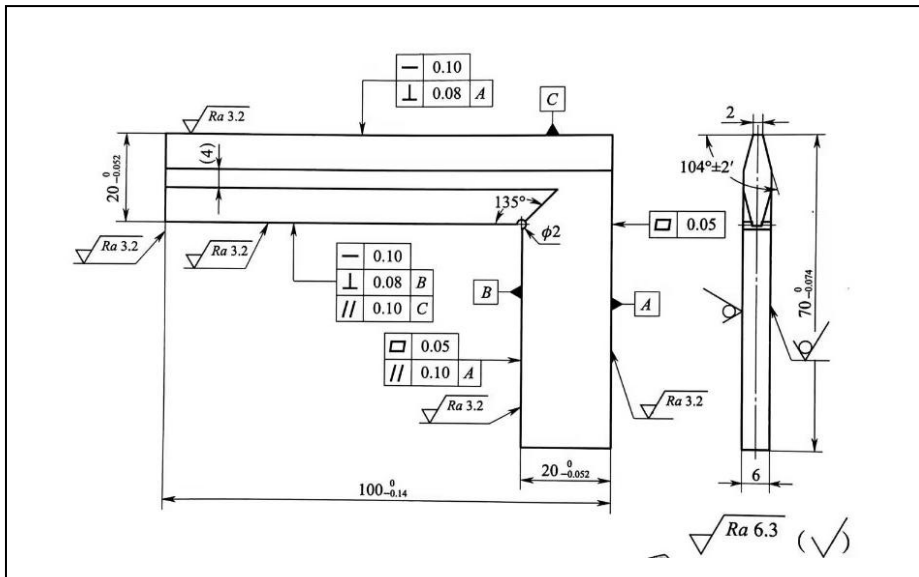 — 0.10
⊥ 0.08 A
C
2
Ra 3.2
(4)
20 0 -0.052
104°±2′
135°
⏥ 0.05
φ2
Ra 3.2
Ra 3.2
— 0.10
⊥ 0.08 B
// 0.10 C
B
A
70 0 -0.074
⏥ 0.05
// 0.10 A
Ra 3.2
Ra 3.2
20 0 -0.052
6
100 0 -0.14
Ra 6.3 (√)